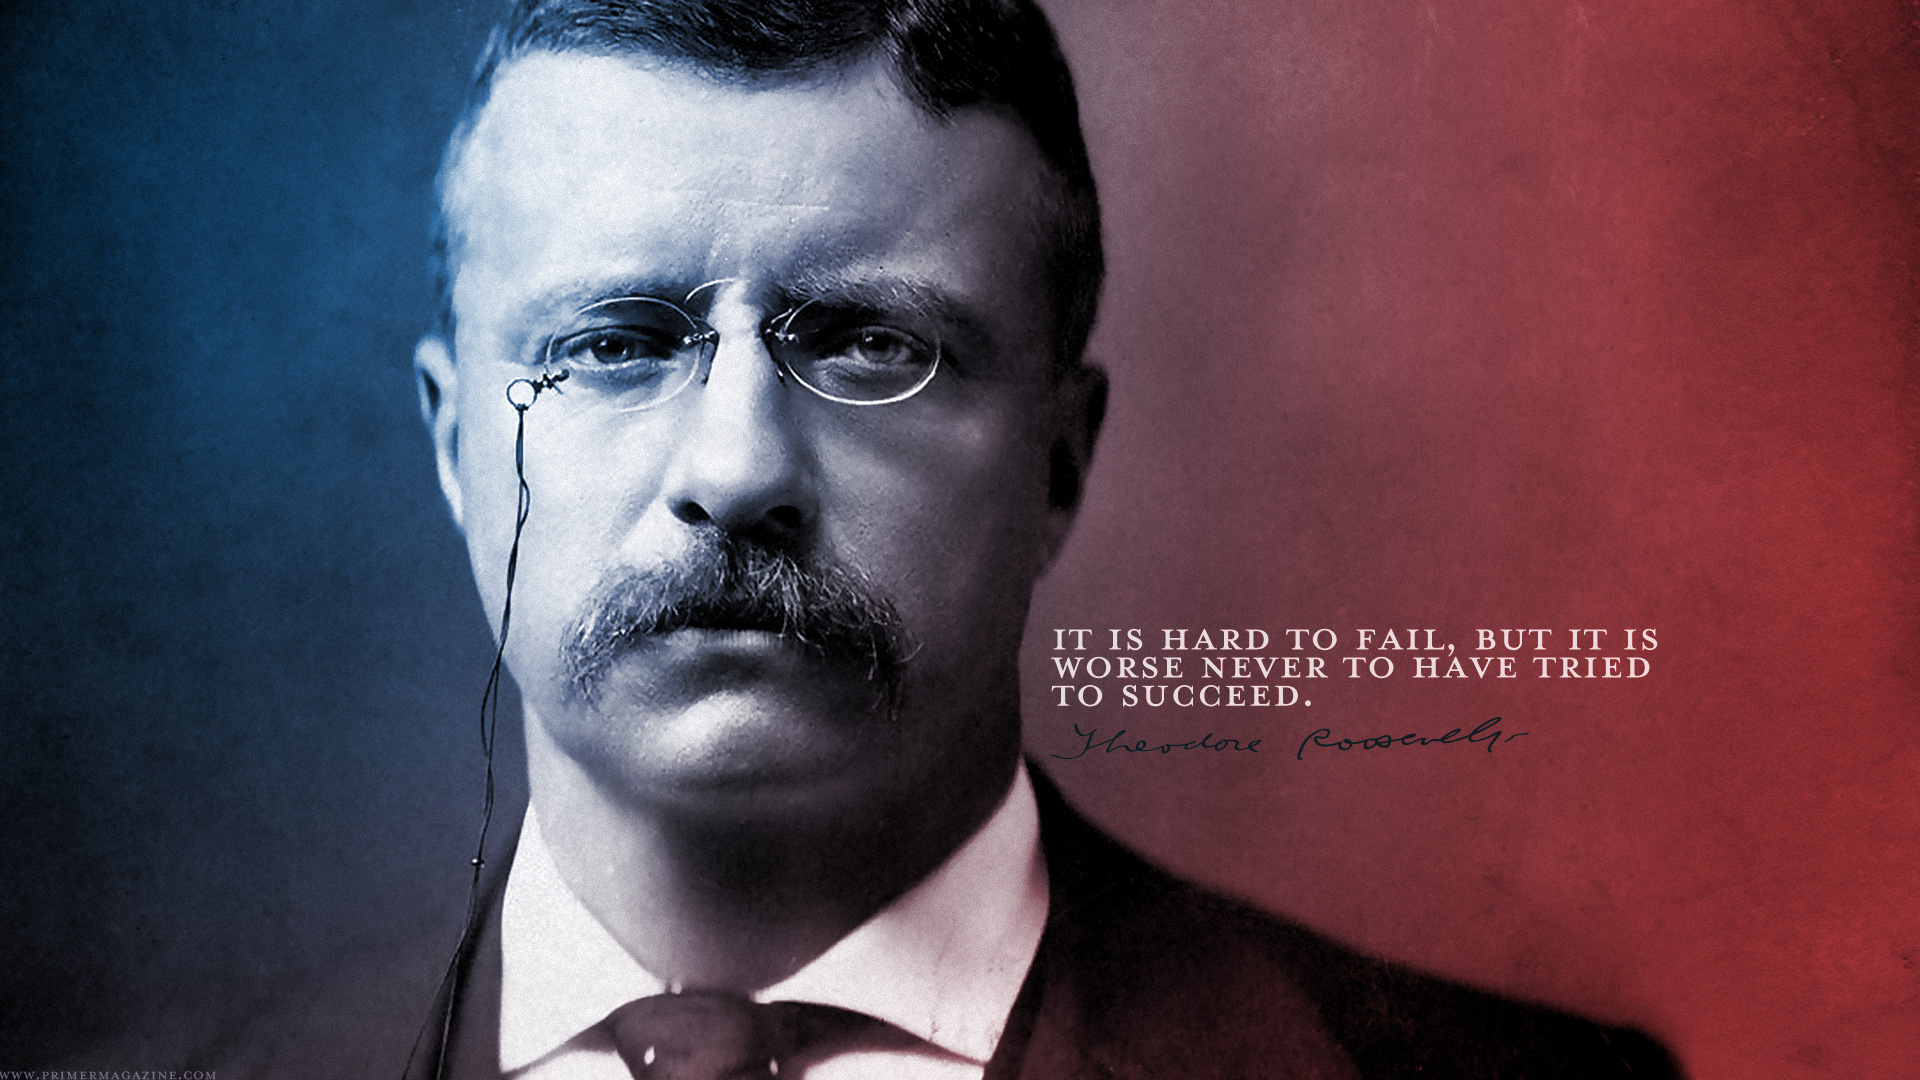 IT IS HARD TO FAIL, BUT IT IS
WORSE NEVER TO HAVE TRIED
TO SUCCEED.
Theodore Roosevelt
WWW.PRIMERMAGAZINE.COM